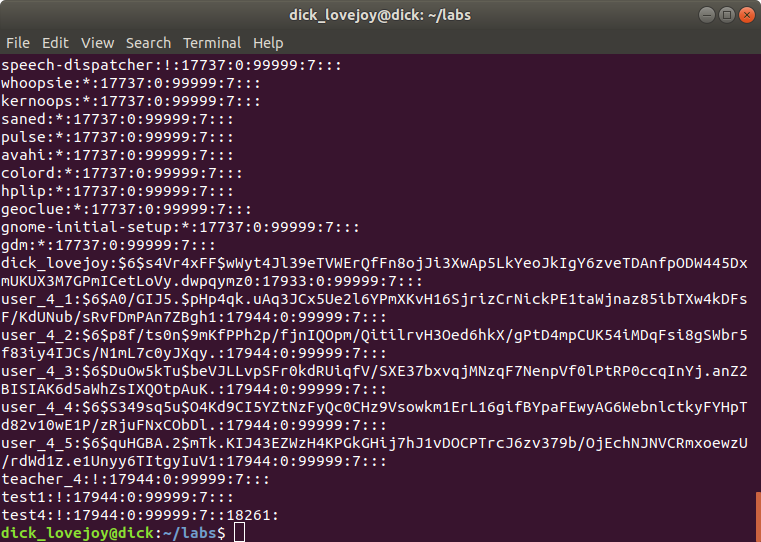 dick_lovejoy@dick: ~/labs
File Edit View Search Terminal Help
speech-dispatcher:!:17737:0:99999:7:::
whoopsie:*:17737:0:99999:7:::
kernoops:*:17737:0:99999:7:::
saned:*:17737:0:99999:7:::
pulse:*:17737:0:99999:7:::
avahi:*:17737:0:99999:7:::
colord:*:17737:0:99999:7:::
hplip:*:17737:0:99999:7:::
geoclue:*:17737:0:99999:7:::
gnome-initial-setup:*:17737:0:99999:7:::
gdm:*:17737:0:99999:7:::
dick_lovejoy:$6$s4Vr4xFF$wWyt4Jl39eTVWErQfFn8ojJi3XwAp5LkYeoJkIgY6zveTDAnfpODW445Dx
mUKUX3M7GPmICetLoVy.dwpqymz0:17933:0:99999:7:::
user_4_1:$6$A0/GIJ5.$pHp4qk.uAq3JCx5Ue2l6YPmXKvH16SjrizCrNickPE1taWjnaz85ibTXw4kDFs
F/KdUNub/sRvFDmPAn7ZBgh1:17944:0:99999:7:::
user_4_2:$6$p8f/ts0n$9mKfPPh2p/fjnIQOpm/QitilrvH3Oed6hkX/gPtD4mpCUK54iMDqFsi8gSWbr5
f83iy4IJCs/N1mL7c0yJXqy.:17944:0:99999:7:::
user_4_3:$6$DuOw5kTu$beVJLLvpSFr0kdRUiqfV/SXE37bxvqjMNzqF7NenpVf0lPtRP0ccqInYj.anZ2
BISIAK6d5aWhZsIXQOtpAuK.:17944:0:99999:7:::
user_4_4:$6$S349sq5u$O4Kd9CI5YZtNzFyQc0CHz9Vsowkm1ErL16gifBYpaFEwyAG6WebnlctkyFYHpT
d82v10wE1P/zRjuFNxCObDl.:17944:0:99999:7:::
user_4_5:$6$quHGBA.2$mTk.KIJ43EZWzH4KPGkGHij7hJ1vDOCPTrcJ6zv379b/OjEchNJNVCRmxoewzU
/rdWd1z.e1Unyy6TItgyIuV1:17944:0:99999:7:::
teacher_4:!:17944:0:99999:7:::
test1:!:17944:0:99999:7:::
test4:!:17944:0:99999:7::18261:
dick_lovejoy@dick:~/labs$